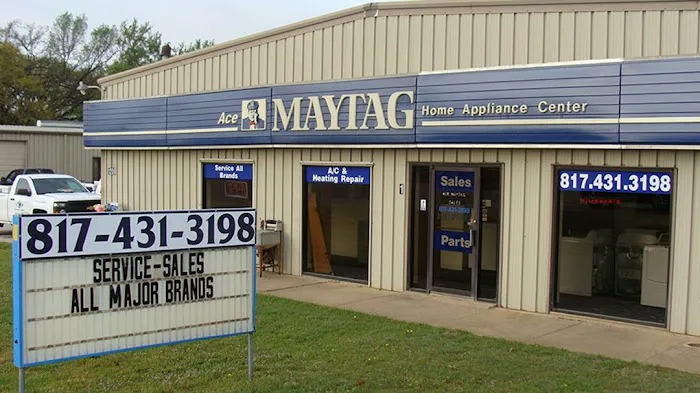 Ace MAYTAG Home Appliance Center
Service All
Brands
A/C &
Heating Repair
Sales
Parts
817.431.3198
1
817-431-3198
SERVICE-SALES
ALL MAJOR BRANDS